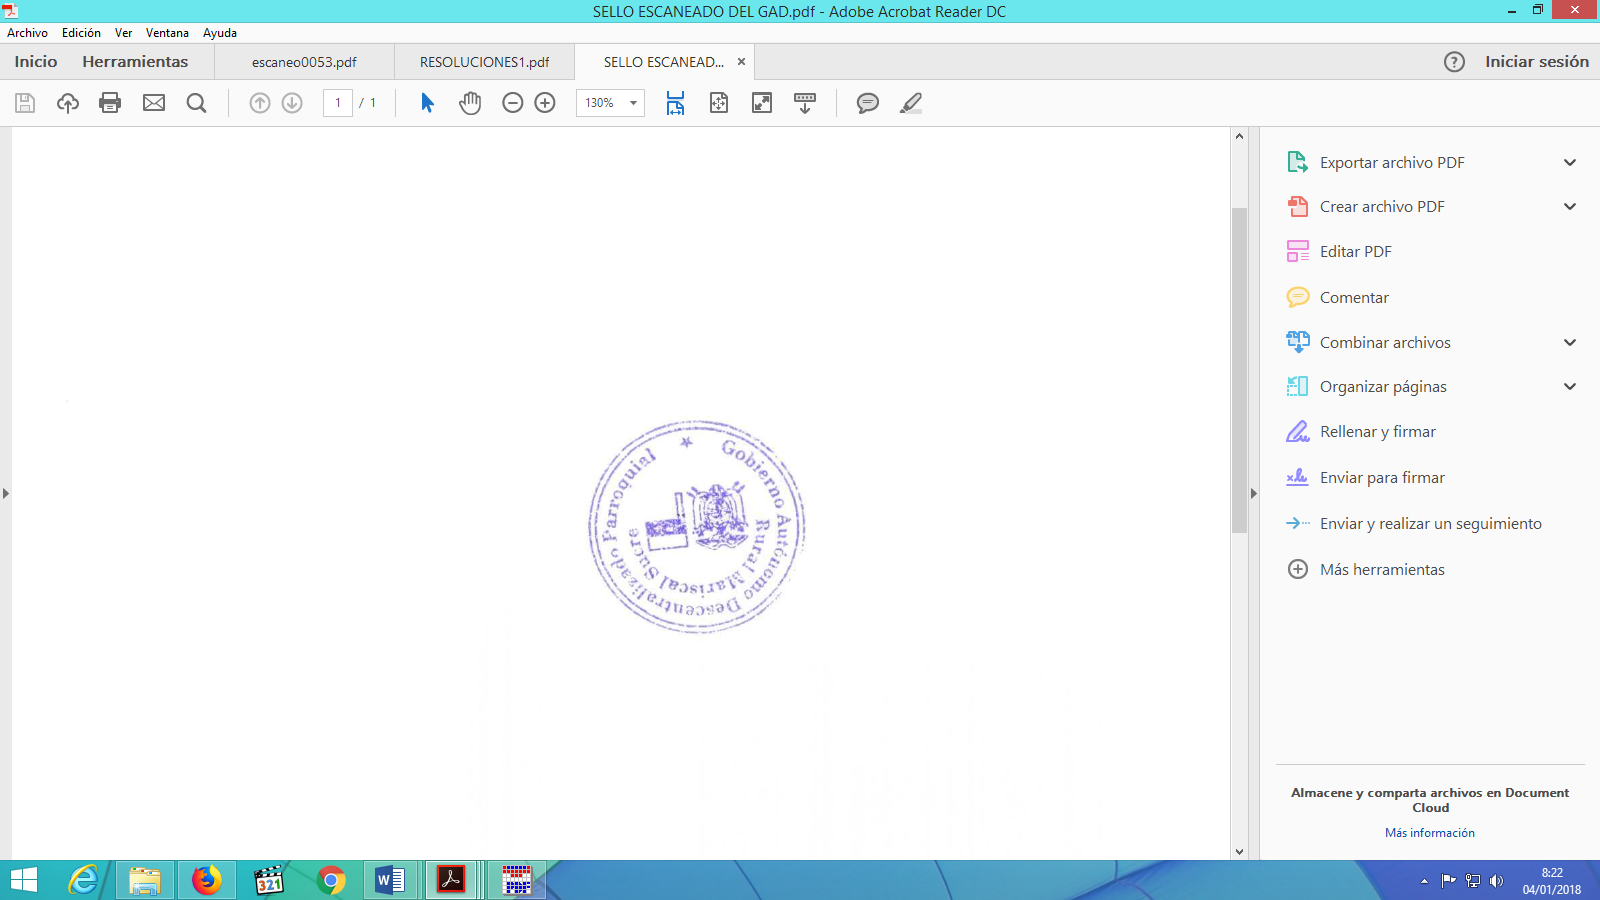 SELLO ESCANEADO DEL GAD.pdf - Adobe Acrobat Reader DC
Archivo Edición Ver Ventana Ayuda
Inicio Herramientas escaneo0053.pdf RESOLUCIONES1.pdf SELLO ESCANEAD... × ? Iniciar sesión
1 / 1 130%
Exportar archivo PDF
Crear archivo PDF
Editar PDF
Comentar
Combinar archivos
Organizar páginas
Rellenar y firmar
Enviar para firmar
Enviar y realizar un seguimiento
Más herramientas
Gobierno Autónomo Descentralizado Parroquial
Rural Mariscal Sucre
Almacene y comparta archivos en Document
Cloud
Más información
321
8:22
04/01/2018